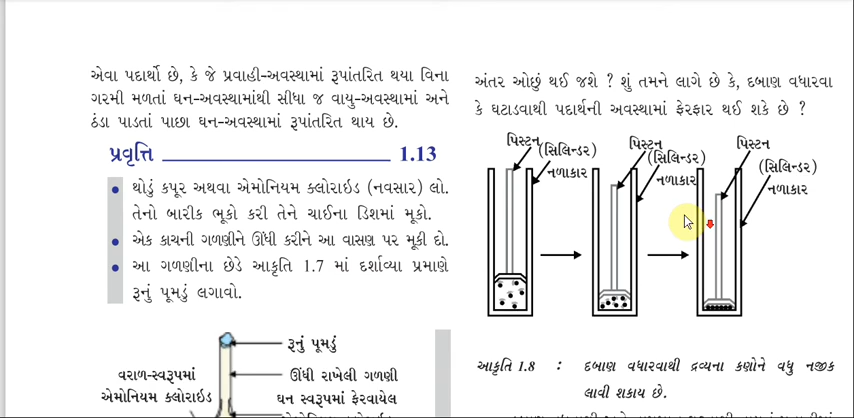 એવા પદાર્થો છે, કે જે પ્રવાહી-અવસ્થામાં રૂપાંતરિત થયા વિના
ગરમી મળતાં ઘન-અવસ્થામાંથી સીધા જ વાયુ-અવસ્થામાં અને
ઠંડા પાડતાં પાછા ઘન-અવસ્થામાં રૂપાંતરિત થાય છે.
પ્રવૃત્તિ 1.13
• થોડું કપૂર અથવા એમોનિયમ ક્લોરાઇડ (નવસાર) લો.
તેનો બારીક ભૂકો કરી તેને ચાઈના ડિશમાં મૂકો.
• એક કાચની ગળણીને ઊંધી કરીને આ વાસણ પર મૂકી દો.
• આ ગળણીના છેડે આકૃતિ 1.7 માં દર્શાવ્યા પ્રમાણે
રૂનું પૂમડું લગાવો.
રૂનું પૂમડું
વરાળ-સ્વરૂપમાં
એમોનિયમ ક્લોરાઇડ
ઊંધી રાખેલી ગળણી
ઘન સ્વરૂપમાં ફેરવાયેલ
અંતર ઓછું થઈ જશે ? શું તમને લાગે છે કે, દબાણ વધારવા
કે ઘટાડવાથી પદાર્થની અવસ્થામાં ફેરફાર થઈ શકે છે ?
પિસ્ટન
(સિલિન્ડર)
નળાકાર
પિસ્ટન
(સિલિન્ડર)
નળાકાર
પિસ્ટન
(સિલિન્ડર)
નળાકાર
આકૃતિ 1.8 : દબાણ વધારવાથી દ્રવ્યના કણોને વધુ નજીક
લાવી શકાય છે.